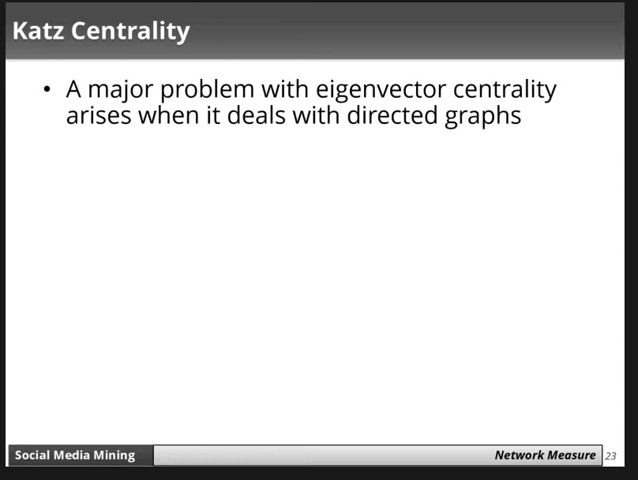 Katz Centrality
• A major problem with eigenvector centrality
arises when it deals with directed graphs
Social Media Mining
Network Measure 23